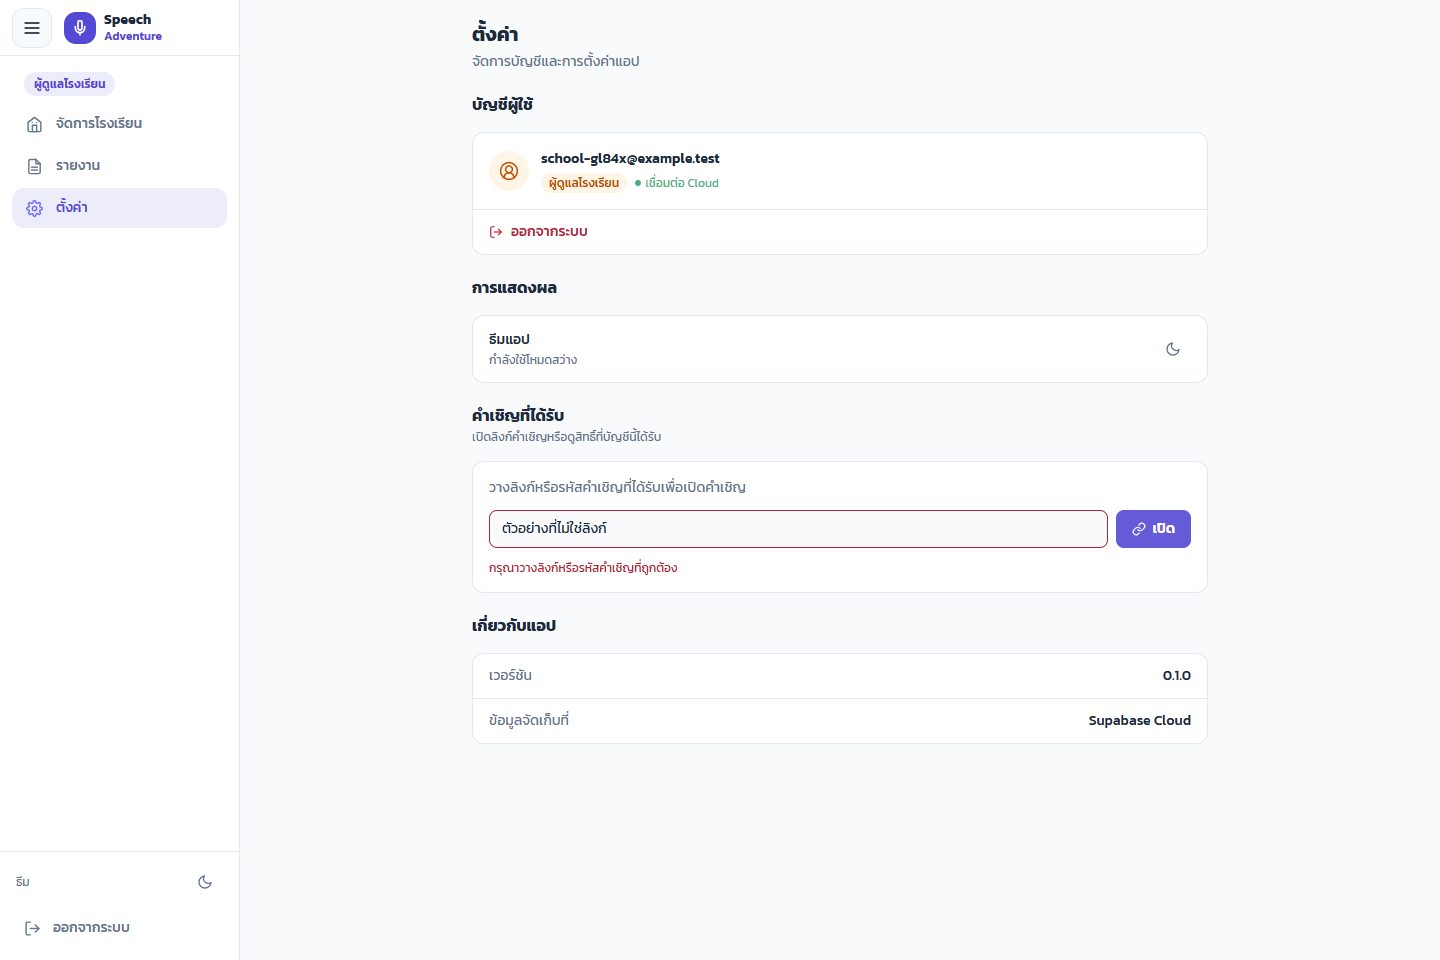 Speech
Adventure
ผู้ดูแลโรงเรียน
จัดการโรงเรียน
รายงาน
ตั้งค่า
ธีม
ออกจากระบบ
ตั้งค่า
จัดการบัญชีและการตั้งค่าแอป
บัญชีผู้ใช้
school-gl84x@example.test
ผู้ดูแลโรงเรียน เชื่อมต่อ Cloud
ออกจากระบบ
การแสดงผล
ธีมแอป
กำลังใช้โหมดสว่าง
คำเชิญที่ได้รับ
เปิดลิงก์คำเชิญหรือดูสิทธิ์ที่บัญชีนี้ได้รับ
วางลิงก์หรือรหัสคำเชิญที่ได้รับเพื่อเปิดคำเชิญ
ตัวอย่างที่ไม่ใช่ลิงก์ เปิด
กรุณาวางลิงก์หรือรหัสคำเชิญที่ถูกต้อง
เกี่ยวกับแอป
เวอร์ชัน 0.1.0
ข้อมูลจัดเก็บที่ Supabase Cloud